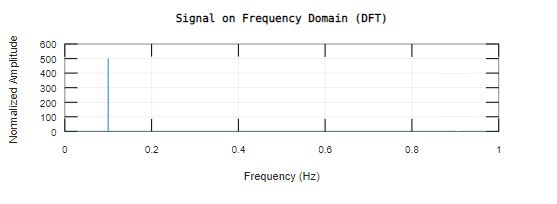 Signal on Frequency Domain (DFT)
Normalized Amplitude
600
500
400
300
200
100
0
0 0.2 0.4 0.6 0.8 1
Frequency (Hz)